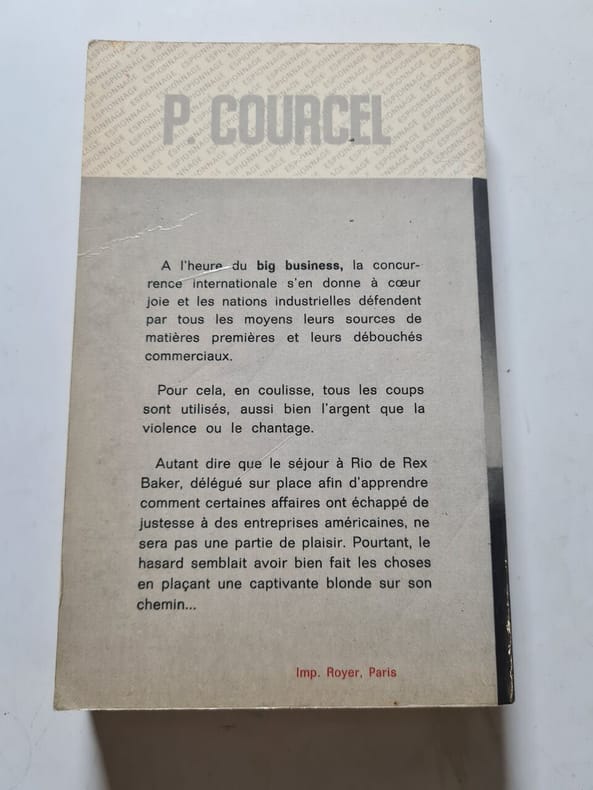 ESPIONNAGE ESPIONNAGE ESPIONNAGE ESPIONNAGE
P. COURCEL
A l'heure du big business, la concur-
rence internationale s'en donne à cœur
joie et les nations industrielles défendent
par tous les moyens leurs sources de
matières premières et leurs débouchés
commerciaux.
Pour cela, en coulisse, tous les coups
sont utilisés, aussi bien l'argent que la
violence ou le chantage.
Autant dire que le séjour à Rio de Rex
Baker, délégué sur place afin d'apprendre
comment certaines affaires ont échappé de
justesse à des entreprises américaines, ne
sera pas une partie de plaisir. Pourtant, le
hasard semblait avoir bien fait les choses
en plaçant une captivante blonde sur son
chemin...
Imp. Royer, Paris